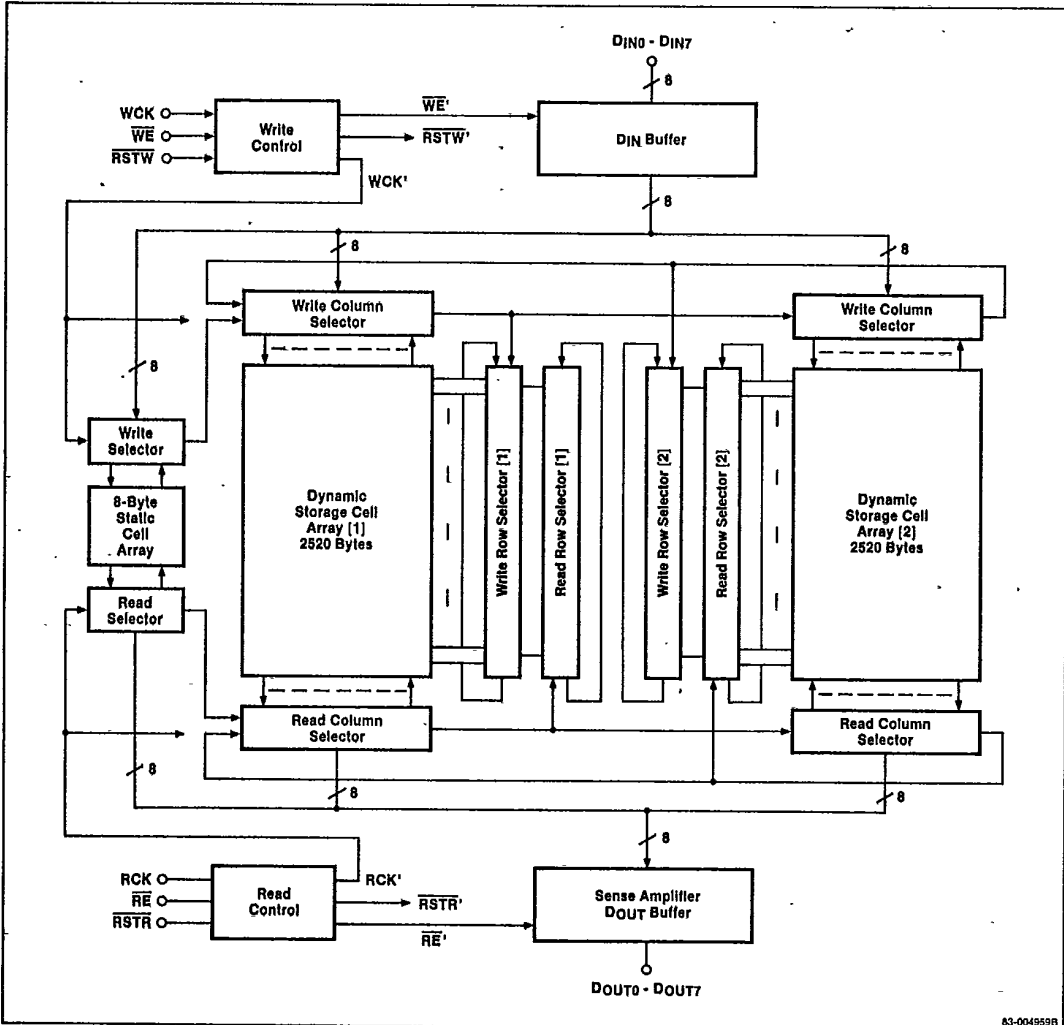 DIN0 - DIN7
8
WCK
WE
RSTW
Write
Control
WE'
RSTW'
WCK'
DIN Buffer
8
8
8
Write Column
Selector
Write Column
Selector
8
Write
Selector
8-Byte
Static
Cell
Array
Read
Selector
Dynamic
Storage Cell
Array [1]
2520 Bytes
Write Row Selector [1]
Read Row Selector [1]
Write Row Selector [2]
Read Row Selector [2]
Dynamic
Storage Cell
Array [2]
2520 Bytes
Read Column
Selector
Read Column
Selector
8
8
8
8
RCK
RE
RSTR
Read
Control
RCK'
RSTR'
RE'
Sense Amplifier
DOUT Buffer
DOUT0 - DOUT7
83-004959B